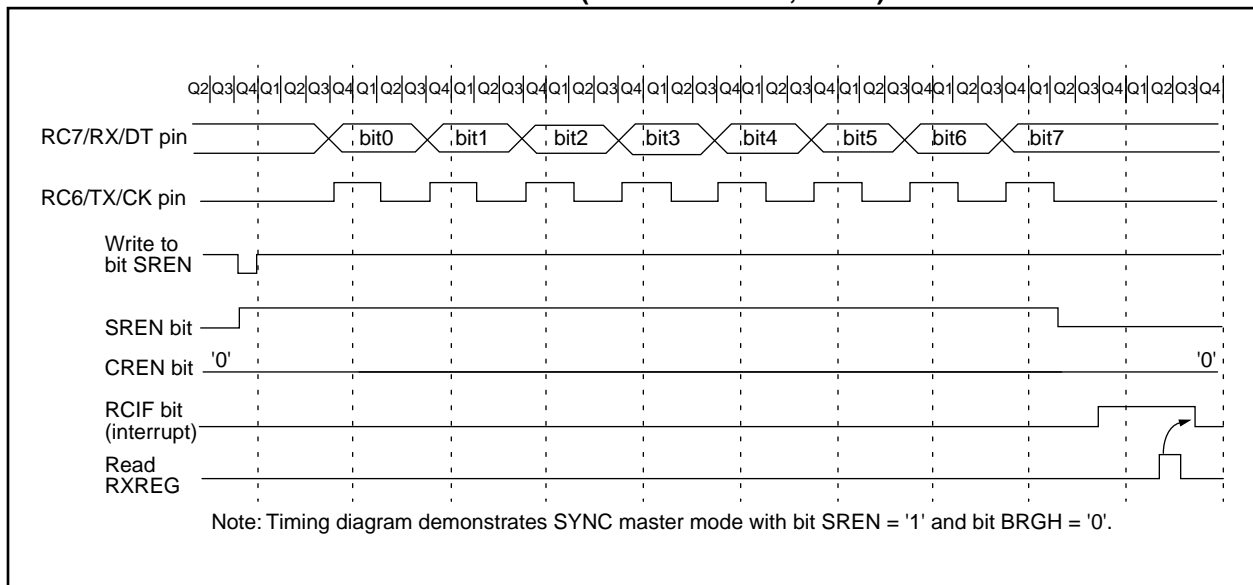 Q2 Q3 Q4 Q1 Q2 Q3 Q4 Q1 Q2 Q3 Q4 Q1 Q2 Q3 Q4 Q1 Q2 Q3 Q4 Q1 Q2 Q3 Q4 Q1 Q2 Q3 Q4 Q1 Q2 Q3 Q4 Q1 Q2 Q3 Q4 Q1 Q2 Q3 Q4 Q1 Q2 Q3 Q4
RC7/RX/DT pin bit0 bit1 bit2 bit3 bit4 bit5 bit6 bit7
RC6/TX/CK pin
Write to
bit SREN
SREN bit
CREN bit '0' '0'
RCIF bit
(interrupt)
Read
RXREG
Note: Timing diagram demonstrates SYNC master mode with bit SREN = '1' and bit BRGH = '0'.